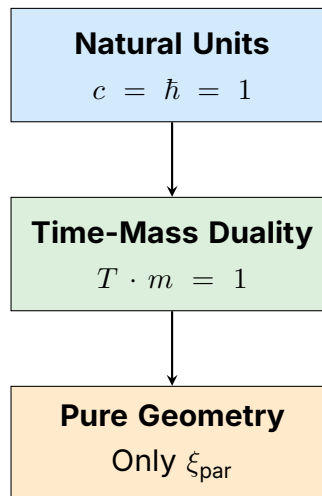 Natural Units
c = ħ = 1
Time-Mass Duality
T · m = 1
Pure Geometry
Only ξ_par